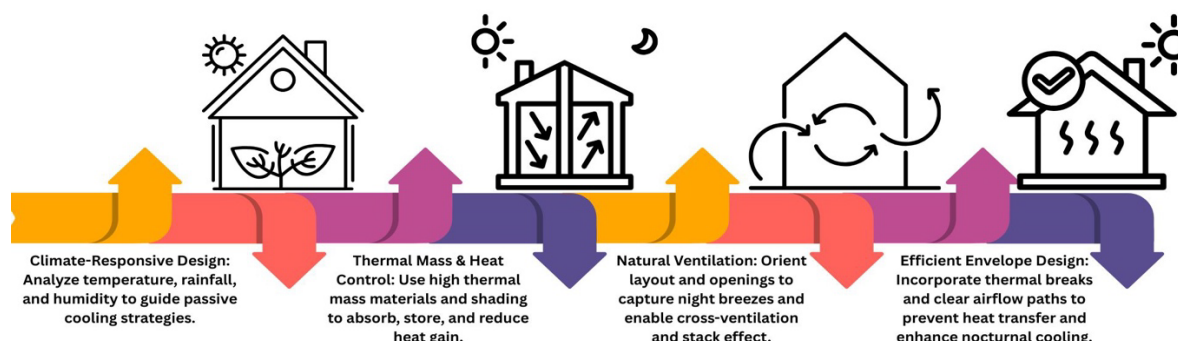 Climate-Responsive Design:
Analyze temperature, rainfall,
and humidity to guide passive
cooling strategies.
Thermal Mass & Heat
Control: Use high thermal
mass materials and shading
to absorb, store, and reduce
heat gain.
Natural Ventilation: Orient
layout and openings to
capture night breezes and
enable cross-ventilation
and stack effect.
Efficient Envelope Design:
Incorporate thermal breaks
and clear airflow paths to
prevent heat transfer and
enhance nocturnal cooling.